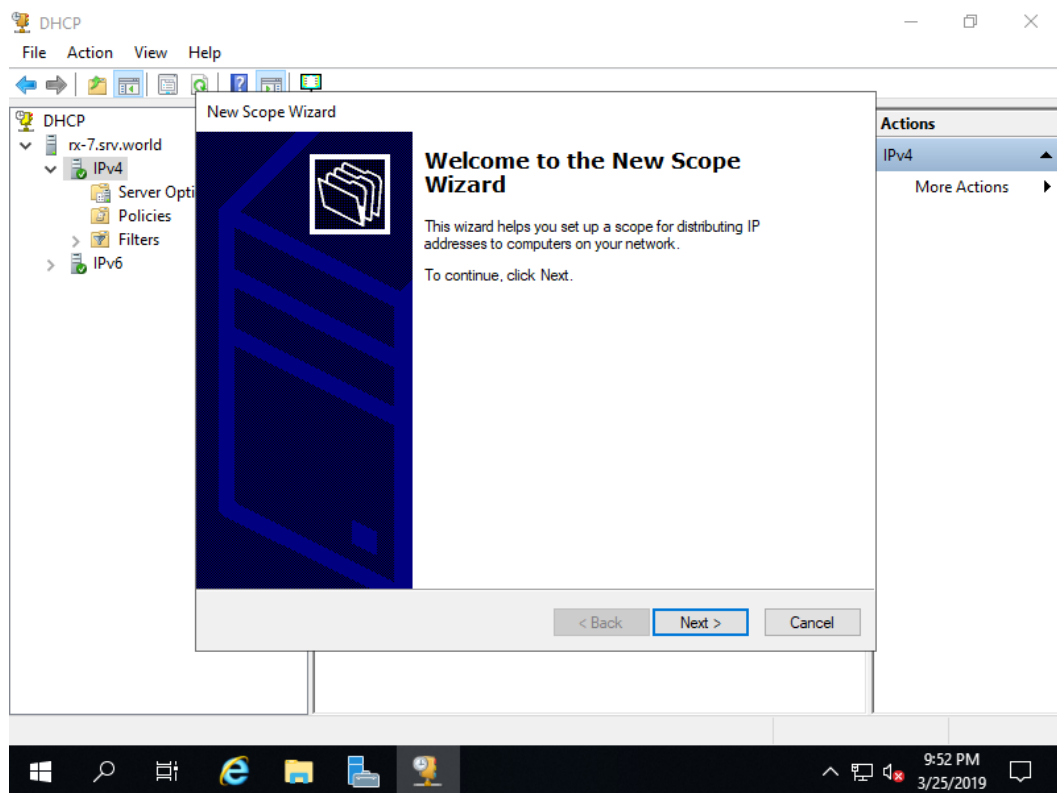 DHCP
File Action View Help
New Scope Wizard
DHCP
rx-7.srv.world
IPv4
Server Opti
Policies
Filters
IPv6
Welcome to the New Scope
Wizard
This wizard helps you set up a scope for distributing IP
addresses to computers on your network.
To continue, click Next.
< Back Next > Cancel
Actions
IPv4
More Actions
9:52 PM
3/25/2019